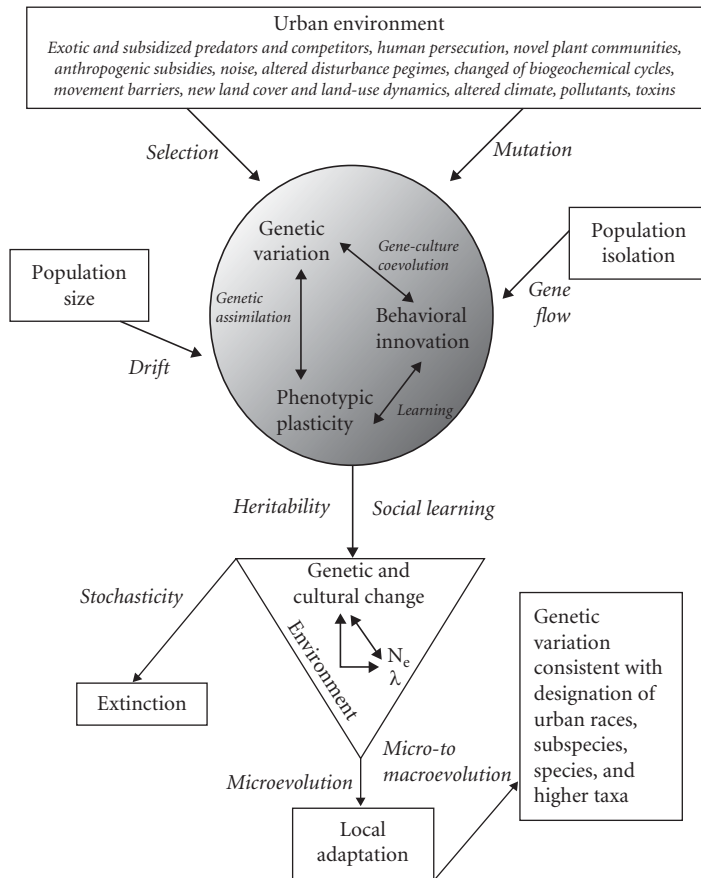 Urban environment
Exotic and subsidized predators and competitors, human persecution, novel plant communities,
anthropogenic subsidies, noise, altered disturbance pegimes, changed of biogeochemical cycles,
movement barriers, new land cover and land-use dynamics, altered climate, pollutants, toxins
Selection
Mutation
Genetic
variation
Gene-culture
coevolution
Population
isolation
Population
size
Genetic
assimilation
Behavioral
innovation
Gene
flow
Drift
Phenotypic
plasticity
Learning
Heritability
Social learning
Genetic and
cultural change
Stochasticity
Environment
Nₑ
λ
Extinction
Genetic
variation
consistent with
designation of
urban races,
subspecies,
species, and
higher taxa
Micro-to
macroevolution
Microevolution
Local
adaptation